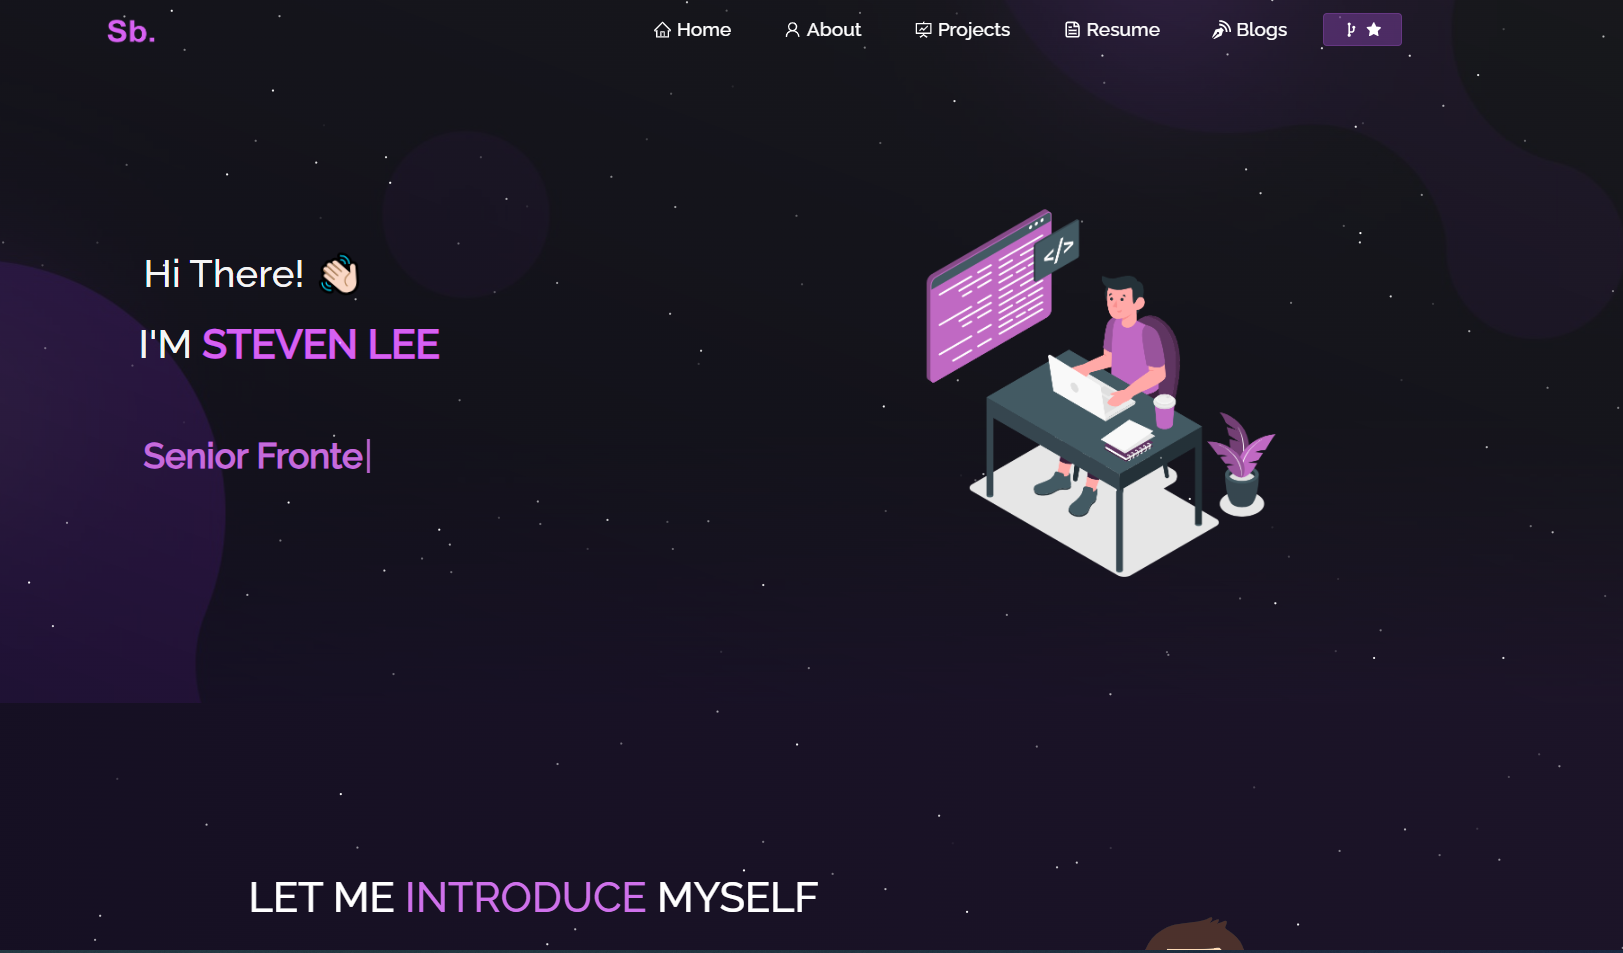 Sb.
Home About Projects Resume Blogs
</>
Hi There!
I'M STEVEN LEE
Senior Fronte|
LET ME INTRODUCE MYSELF